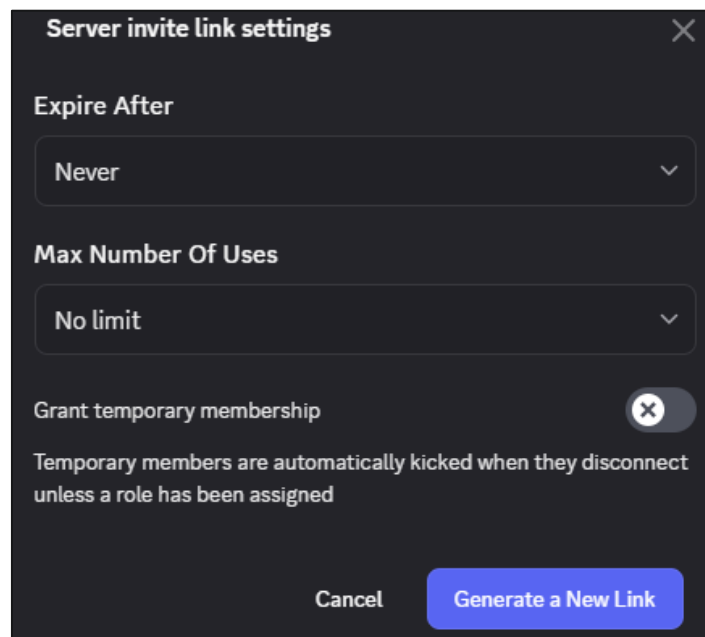 Server invite link settings
Expire After
Never
Max Number Of Uses
No limit
Grant temporary membership
Temporary members are automatically kicked when they disconnect
unless a role has been assigned
Cancel
Generate a New Link